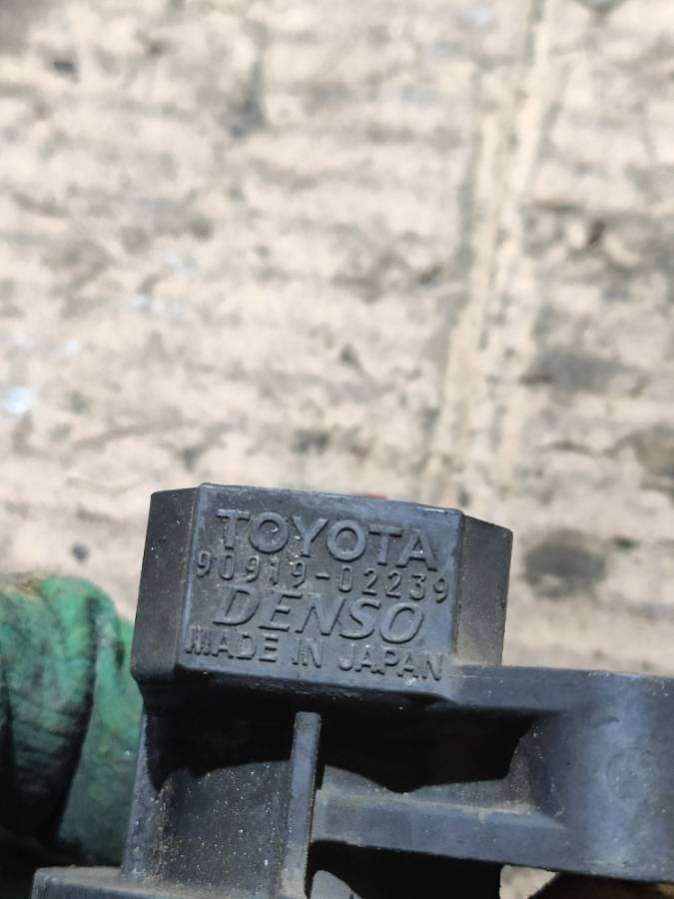 TOYOTA
90919-02239
DENSO
MADE IN JAPAN